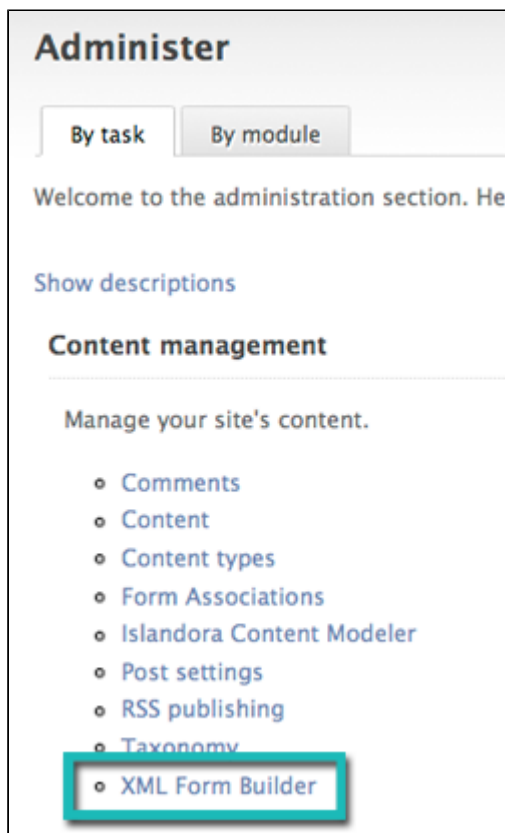 Administer
By task By module
Welcome to the administration section. He
Show descriptions
Content management
Manage your site's content.
Comments
Content
Content types
Form Associations
Islandora Content Modeler
Post settings
RSS publishing
Taxonomy
XML Form Builder